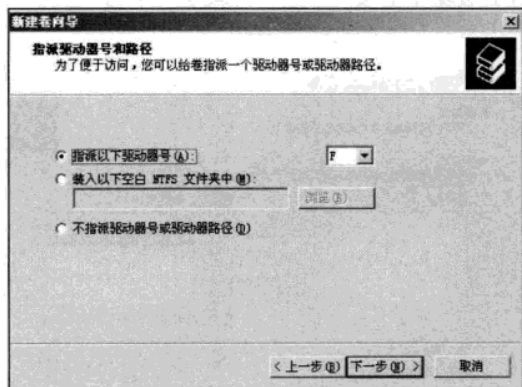 新建卷向导
指派驱动器号和路径
为了便于访问，您可以给卷指派一个驱动器号或驱动器路径。
指派以下驱动器号(A): F
装入以下空白 NTFS 文件夹中(M):
浏览(R)
不指派驱动器号或驱动器路径(D)
< 上一步(B) 下一步(N) > 取消